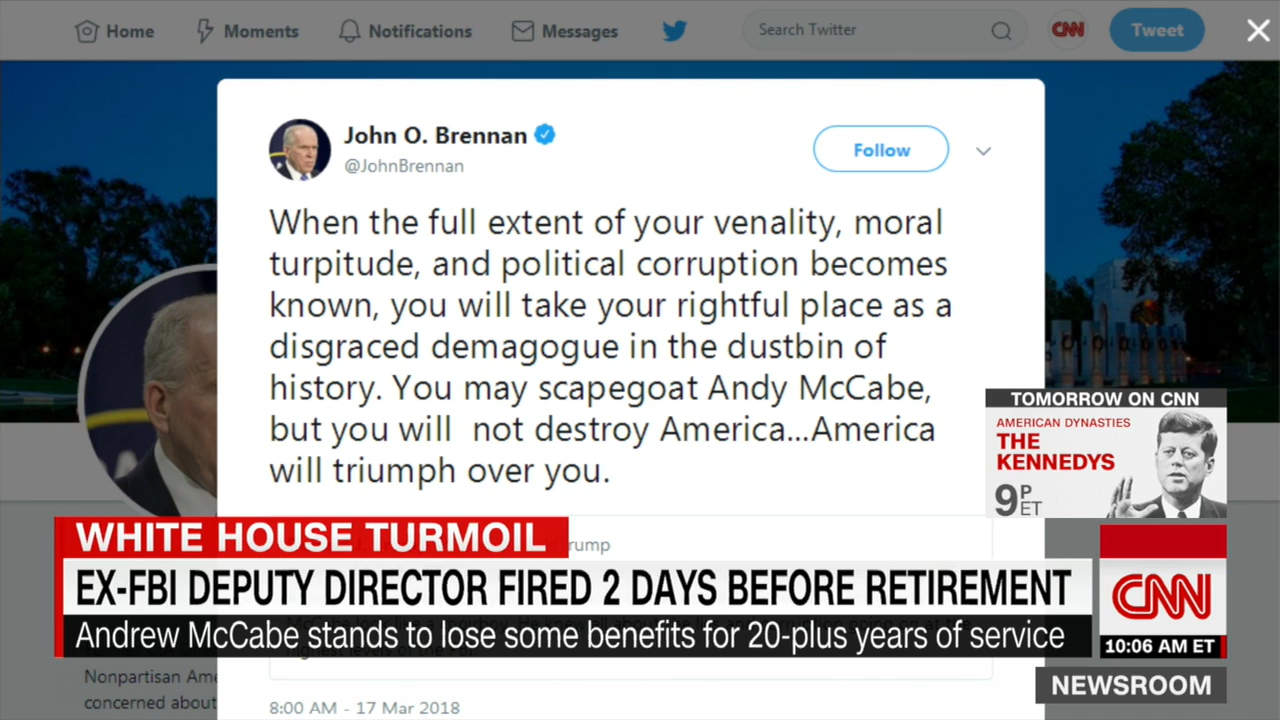 Home
Moments
Notifications
Messages
Search Twitter
CNN
Tweet
John O. Brennan
@JohnBrennan
Follow
When the full extent of your venality, moral
turpitude, and political corruption becomes
known, you will take your rightful place as a
disgraced demagogue in the dustbin of
history. You may scapegoat Andy McCabe,
but you will not destroy America...America
will triumph over you.
TOMORROW ON CNN
AMERICAN DYNASTIES
THE
KENNEDYS
9P
ET
WHITE HOUSE TURMOIL
rump
EX-FBI DEPUTY DIRECTOR FIRED 2 DAYS BEFORE RETIREMENT
Andrew McCabe stands to lose some benefits for 20-plus years of service
CNN
10:06 AM ET
NEWSROOM
Nonpartisan Ame
concerned about
8:00 AM - 17 Mar 2018